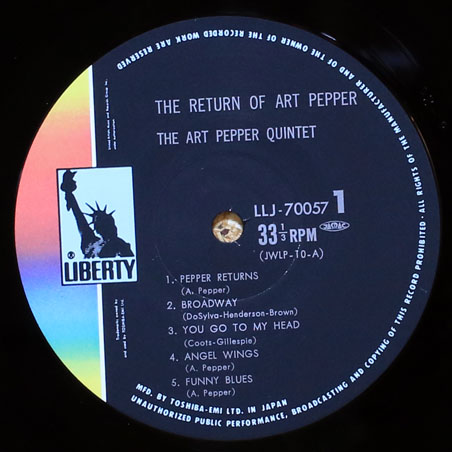 THE RETURN OF ART PEPPER
THE ART PEPPER QUINTET
LLJ-70057 1
33 1/3 RPM
JASRAC
(JWLP-10-A)
® LIBERTY
1. PEPPER RETURNS
(A. Pepper)
2. BROADWAY
(DeSylva-Henderson-Brown)
3. YOU GO TO MY HEAD
(Coots-Gillespie)
4. ANGEL WINGS
(A. Pepper)
5. FUNNY BLUES
(A. Pepper)
MFD. BY TOSHIBA-EMI LTD. IN JAPAN
ALL RIGHTS OF THE MANUFACTURER AND OF THE OWNER OF THE RECORDED WORK ARE RESERVED
UNAUTHORIZED PUBLIC PERFORMANCE, BROADCASTING AND COPYING OF THIS RECORD PROHIBITED ·